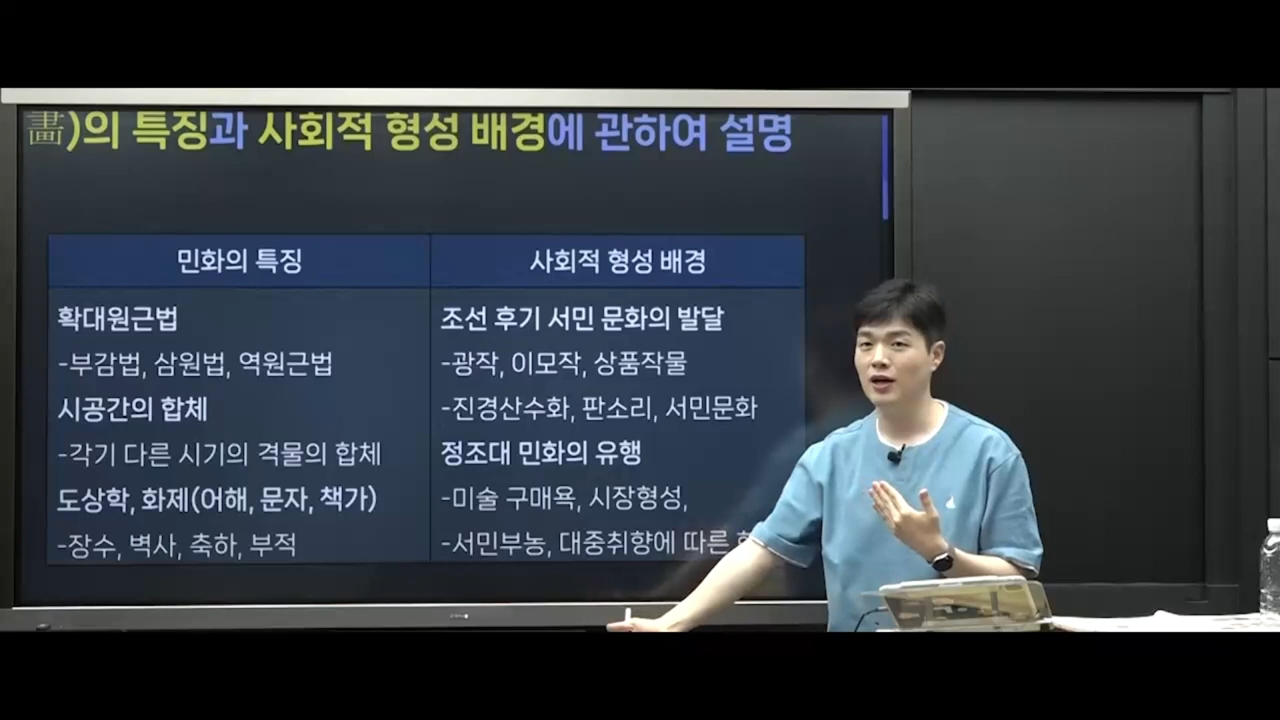 畵)의 특징과 사회적 형성 배경에 관하여 설명
민화의 특징
사회적 형성 배경
확대원근법
-부감법, 삼원법, 역원근법
시공간의 합체
-각기 다른 시기의 격물의 합체
도상학, 화제(어해, 문자, 책가)
-장수, 벽사, 축하, 부적
조선 후기 서민 문화의 발달
-광작, 이모작, 상품작물
-진경산수화, 판소리, 서민문화
정조대 민화의 유행
-미술 구매욕, 시장형성,
-서민부농, 대중취향에 따른